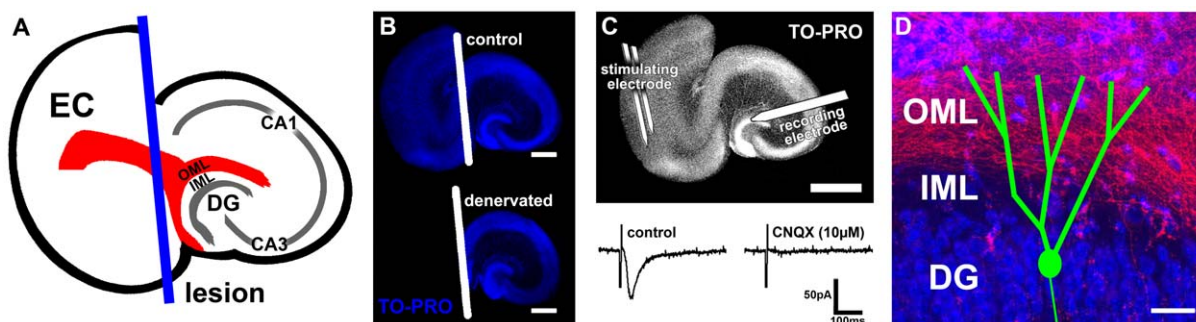 A
EC
CA1
OML
IML
DG
CA3
lesion
B
control
denervated
TO-PRO
C
TO-PRO
stimulating
electrode
recording
electrode
control
CNQX (10µM)
50pA
100ms
D
OML
IML
DG